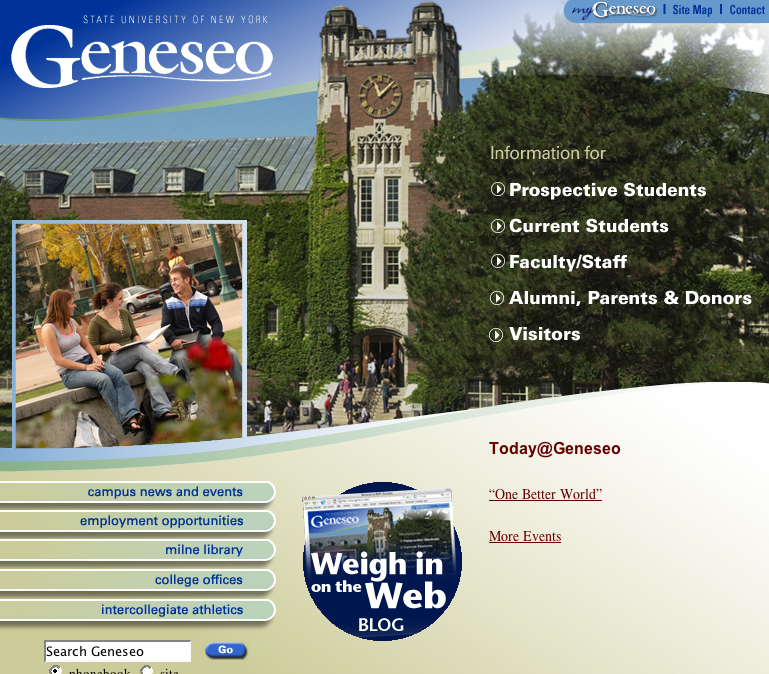 STATE UNIVERSITY OF NEW YORK
Geneseo
my Geneseo | Site Map | Contact
Information for
Prospective Students
Current Students
Faculty/Staff
Alumni, Parents & Donors
Visitors
Today@Geneseo
“One Better World”
More Events
campus news and events
employment opportunities
milne library
college offices
intercollegiate athletics
Geneseo
Weigh in
on the Web
BLOG
Search Geneseo
Go
phonebook site